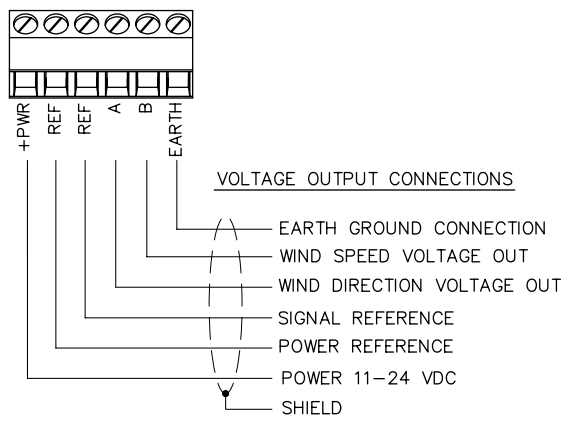 +PWR
REF
REF
A
B
EARTH
VOLTAGE OUTPUT CONNECTIONS
EARTH GROUND CONNECTION
WIND SPEED VOLTAGE OUT
WIND DIRECTION VOLTAGE OUT
SIGNAL REFERENCE
POWER REFERENCE
POWER 11–24 VDC
SHIELD